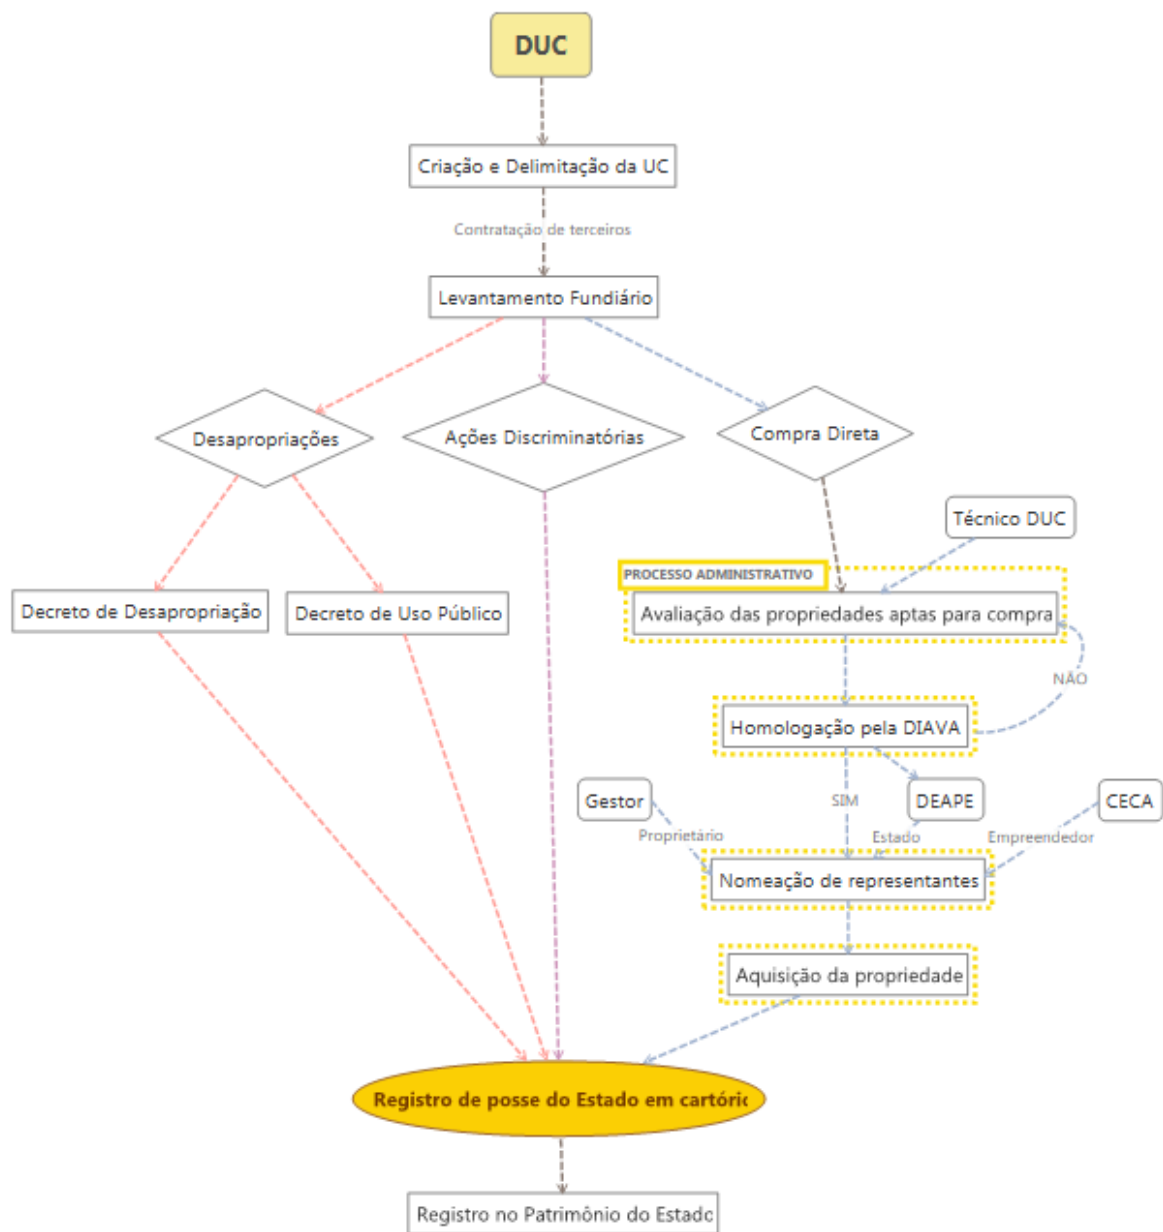 DUC
Criação e Delimitação da UC
Contratação de terceiros
Levantamento Fundiário
Desapropriações
Ações Discriminatórias
Compra Direta
Técnico DUC
PROCESSO ADMINISTRATIVO
Decreto de Desapropriação
Decreto de Uso Público
Avaliação das propriedades aptas para compra
NÃO
Homologação pela DIAVA
Gestor
SIM
DEAPE
CECA
Proprietário
Estado
Empreendedor
Nomeação de representantes
Aquisição da propriedade
Registro de posse do Estado em cartóric
Registro no Patrimônio do Estado